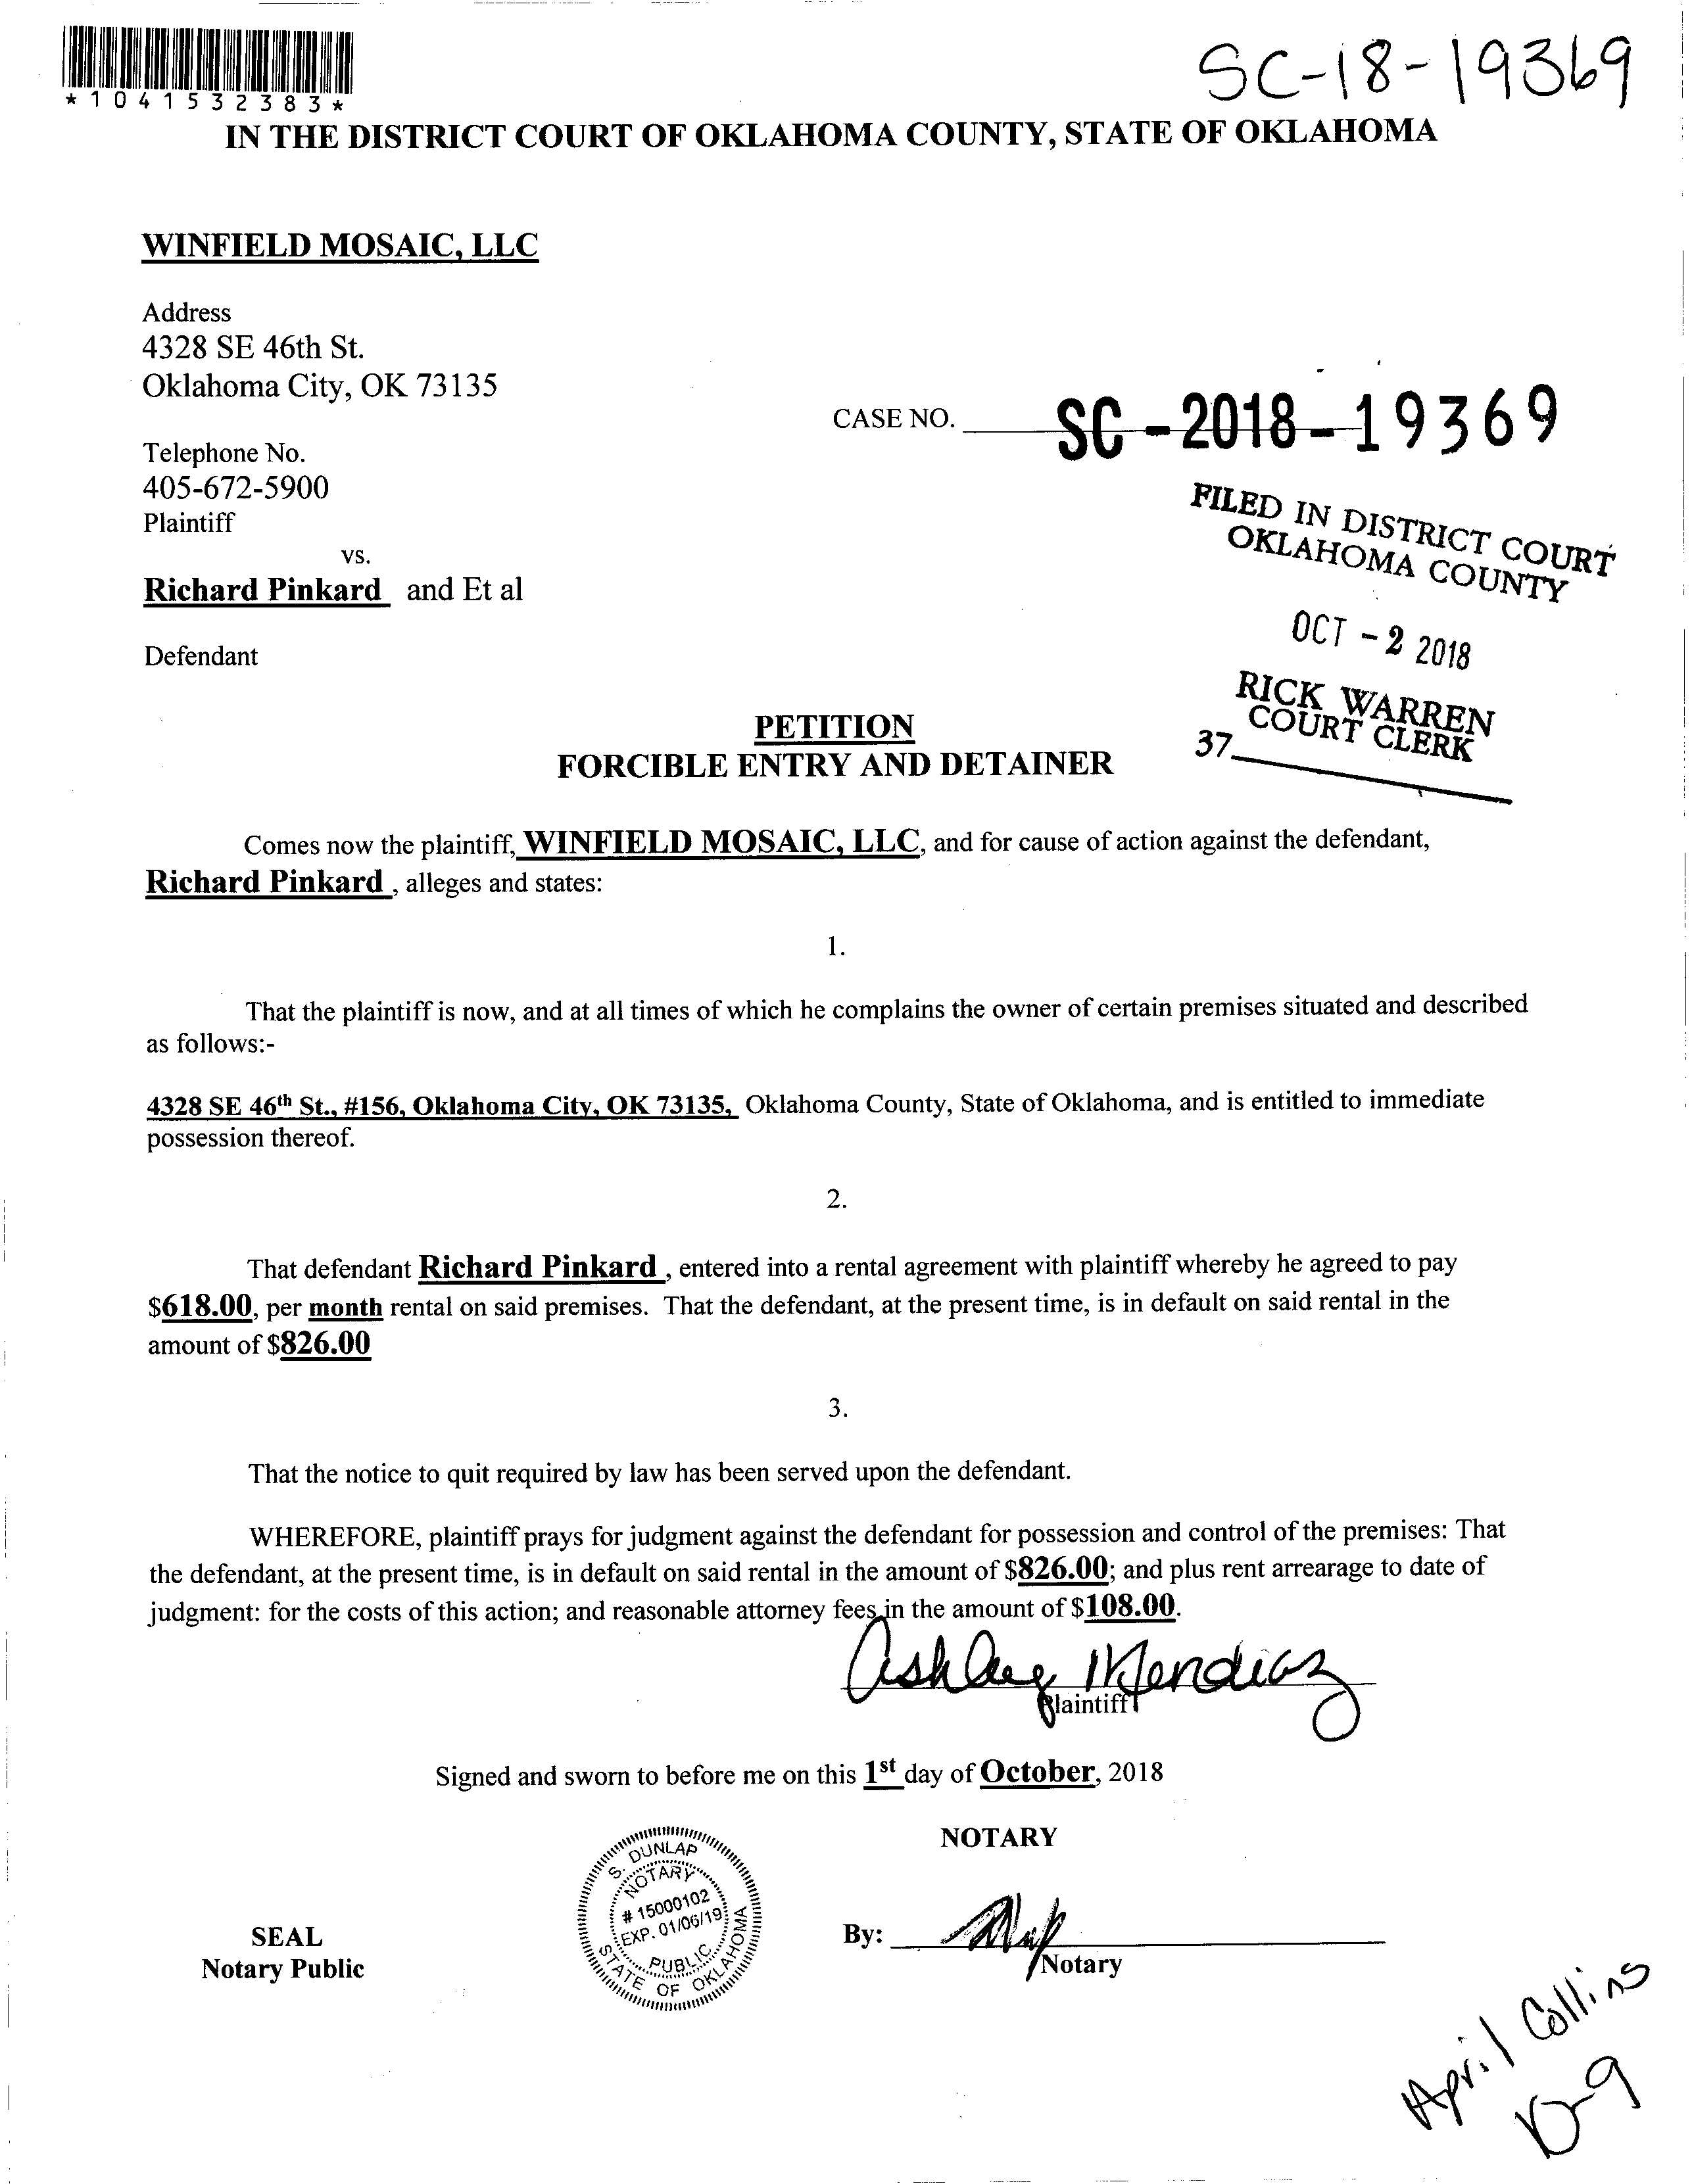 SC-18-19369
*1041532383*
IN THE DISTRICT COURT OF OKLAHOMA COUNTY, STATE OF OKLAHOMA
WINFIELD MOSAIC, LLC
Address
4328 SE 46th St.
Oklahoma City, OK 73135
CASE NO. SC-2018-19369
Telephone No.
405-672-5900
Plaintiff
vs.
Richard Pinkard and Et al
Defendant
FILED IN DISTRICT COURT
OKLAHOMA COUNTY
OCT - 2 2018
RICK WARREN
COURT CLERK
37
PETITION
FORCIBLE ENTRY AND DETAINER
Comes now the plaintiff, WINFIELD MOSAIC, LLC, and for cause of action against the defendant,
Richard Pinkard , alleges and states:
1.
That the plaintiff is now, and at all times of which he complains the owner of certain premises situated and described
as follows:-
4328 SE 46th St., #156, Oklahoma City, OK 73135, Oklahoma County, State of Oklahoma, and is entitled to immediate
possession thereof.
2.
That defendant Richard Pinkard , entered into a rental agreement with plaintiff whereby he agreed to pay
$618.00, per month rental on said premises. That the defendant, at the present time, is in default on said rental in the
amount of $826.00
3.
That the notice to quit required by law has been served upon the defendant.
WHEREFORE, plaintiff prays for judgment against the defendant for possession and control of the premises: That
the defendant, at the present time, is in default on said rental in the amount of $826.00; and plus rent arrearage to date of
judgment: for the costs of this action; and reasonable attorney fees in the amount of $108.00.
Ashley Mendiaz
Plaintiff
Signed and sworn to before me on this 1st day of October, 2018
NOTARY
S. DUNLAP
NOTARY
# 15000102
EXP. 01/06/19
PUBLIC
STATE OF OKLAHOMA
SEAL
Notary Public
By:
Notary
April Collins
10-9